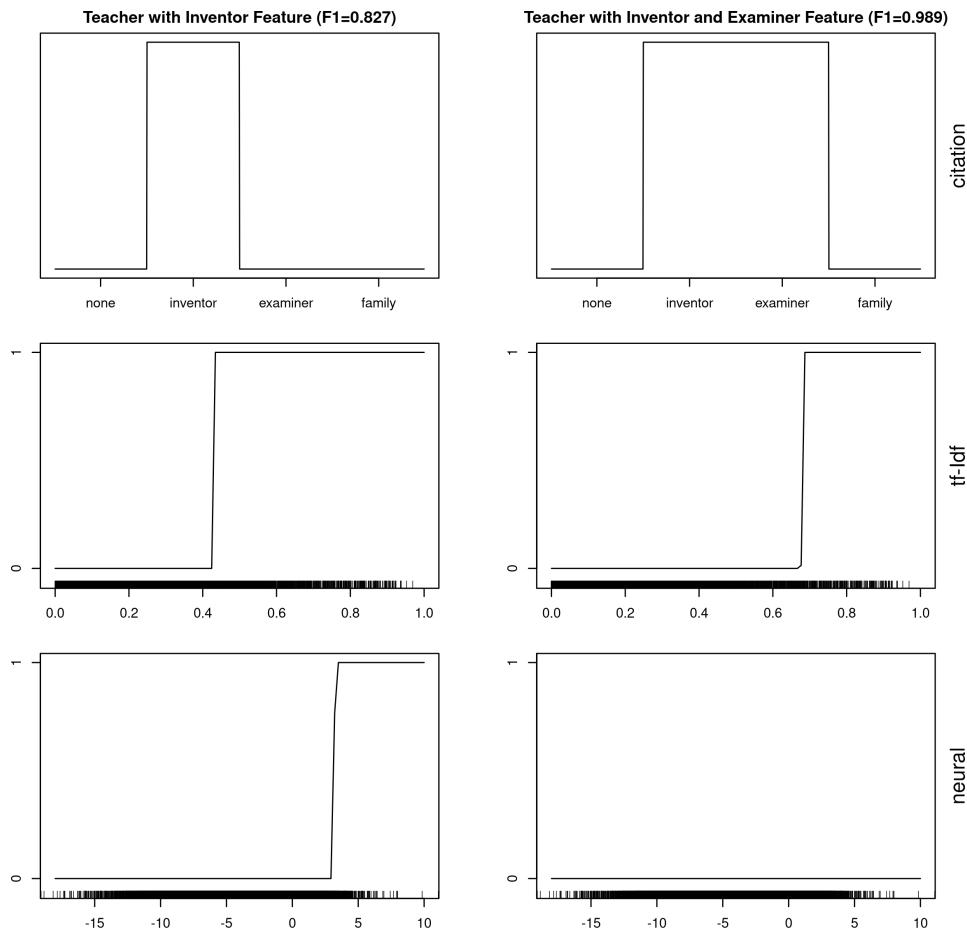 Teacher with Inventor Feature (F1=0.827)
Teacher with Inventor and Examiner Feature (F1=0.989)
none inventor examiner family
none inventor examiner family
citation
1
0
0.0 0.2 0.4 0.6 0.8 1.0
1
0
0.0 0.2 0.4 0.6 0.8 1.0
tf-Idf
1
0
-15 -10 -5 0 5 10
1
0
-15 -10 -5 0 5 10
neural